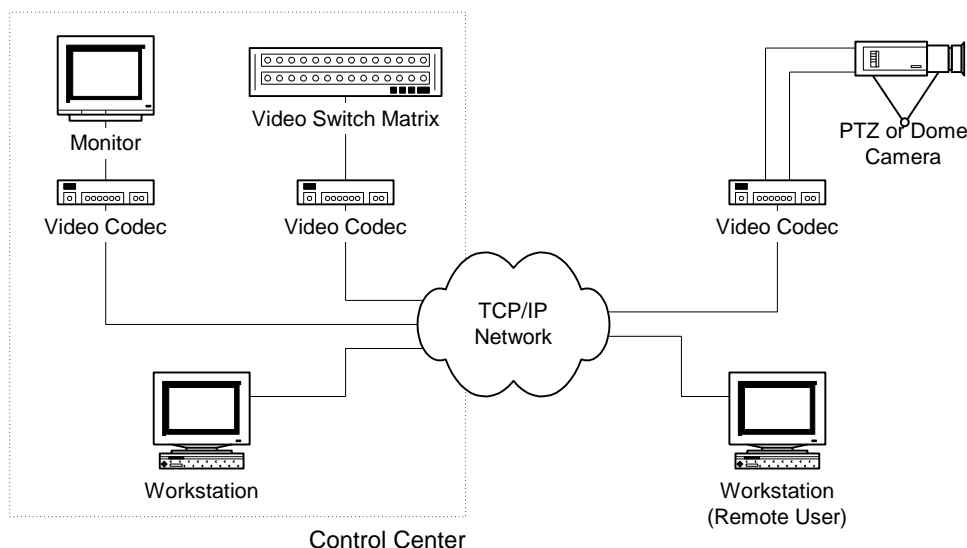 Monitor
Video Switch Matrix
PTZ or Dome
Camera
Video Codec
Video Codec
Video Codec
TCP/IP
Network
Workstation
Workstation
(Remote User)
Control Center